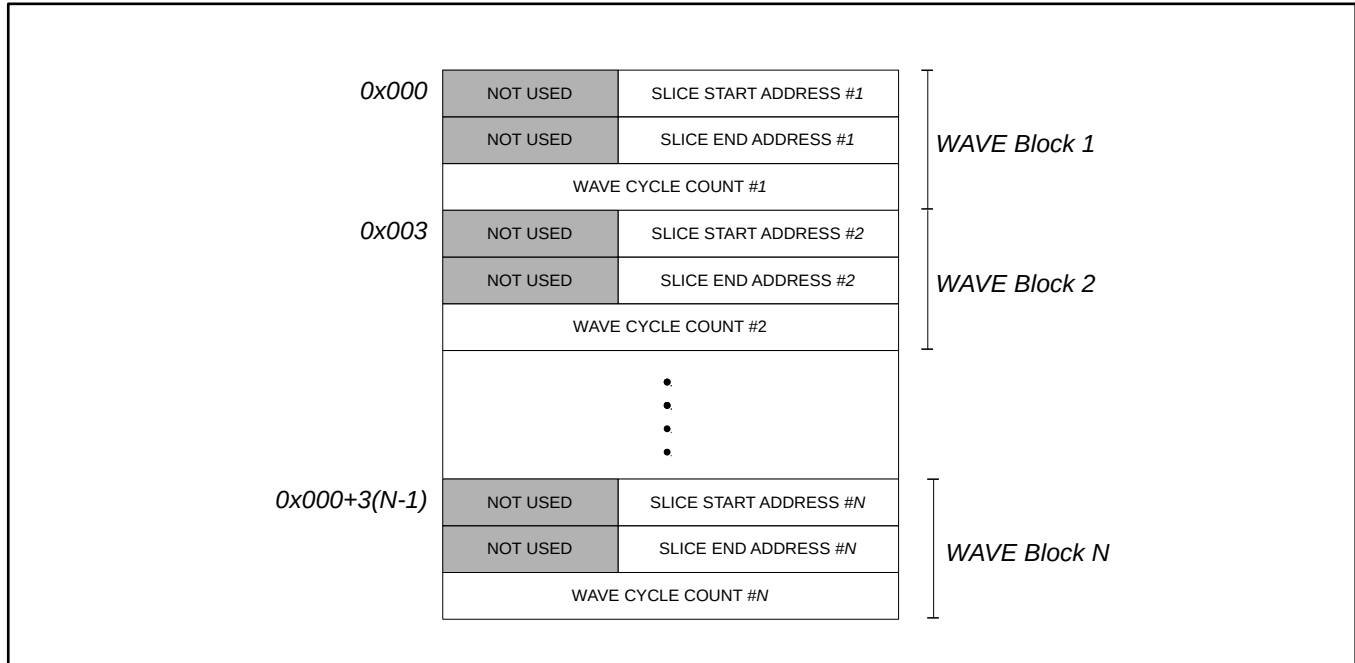 0x000 NOT USED SLICE START ADDRESS #1
NOT USED SLICE END ADDRESS #1
WAVE Block 1
WAVE CYCLE COUNT #1
0x003 NOT USED SLICE START ADDRESS #2
NOT USED SLICE END ADDRESS #2
WAVE Block 2
WAVE CYCLE COUNT #2
0x000+3(N-1) NOT USED SLICE START ADDRESS #N
NOT USED SLICE END ADDRESS #N
WAVE Block N
WAVE CYCLE COUNT #N